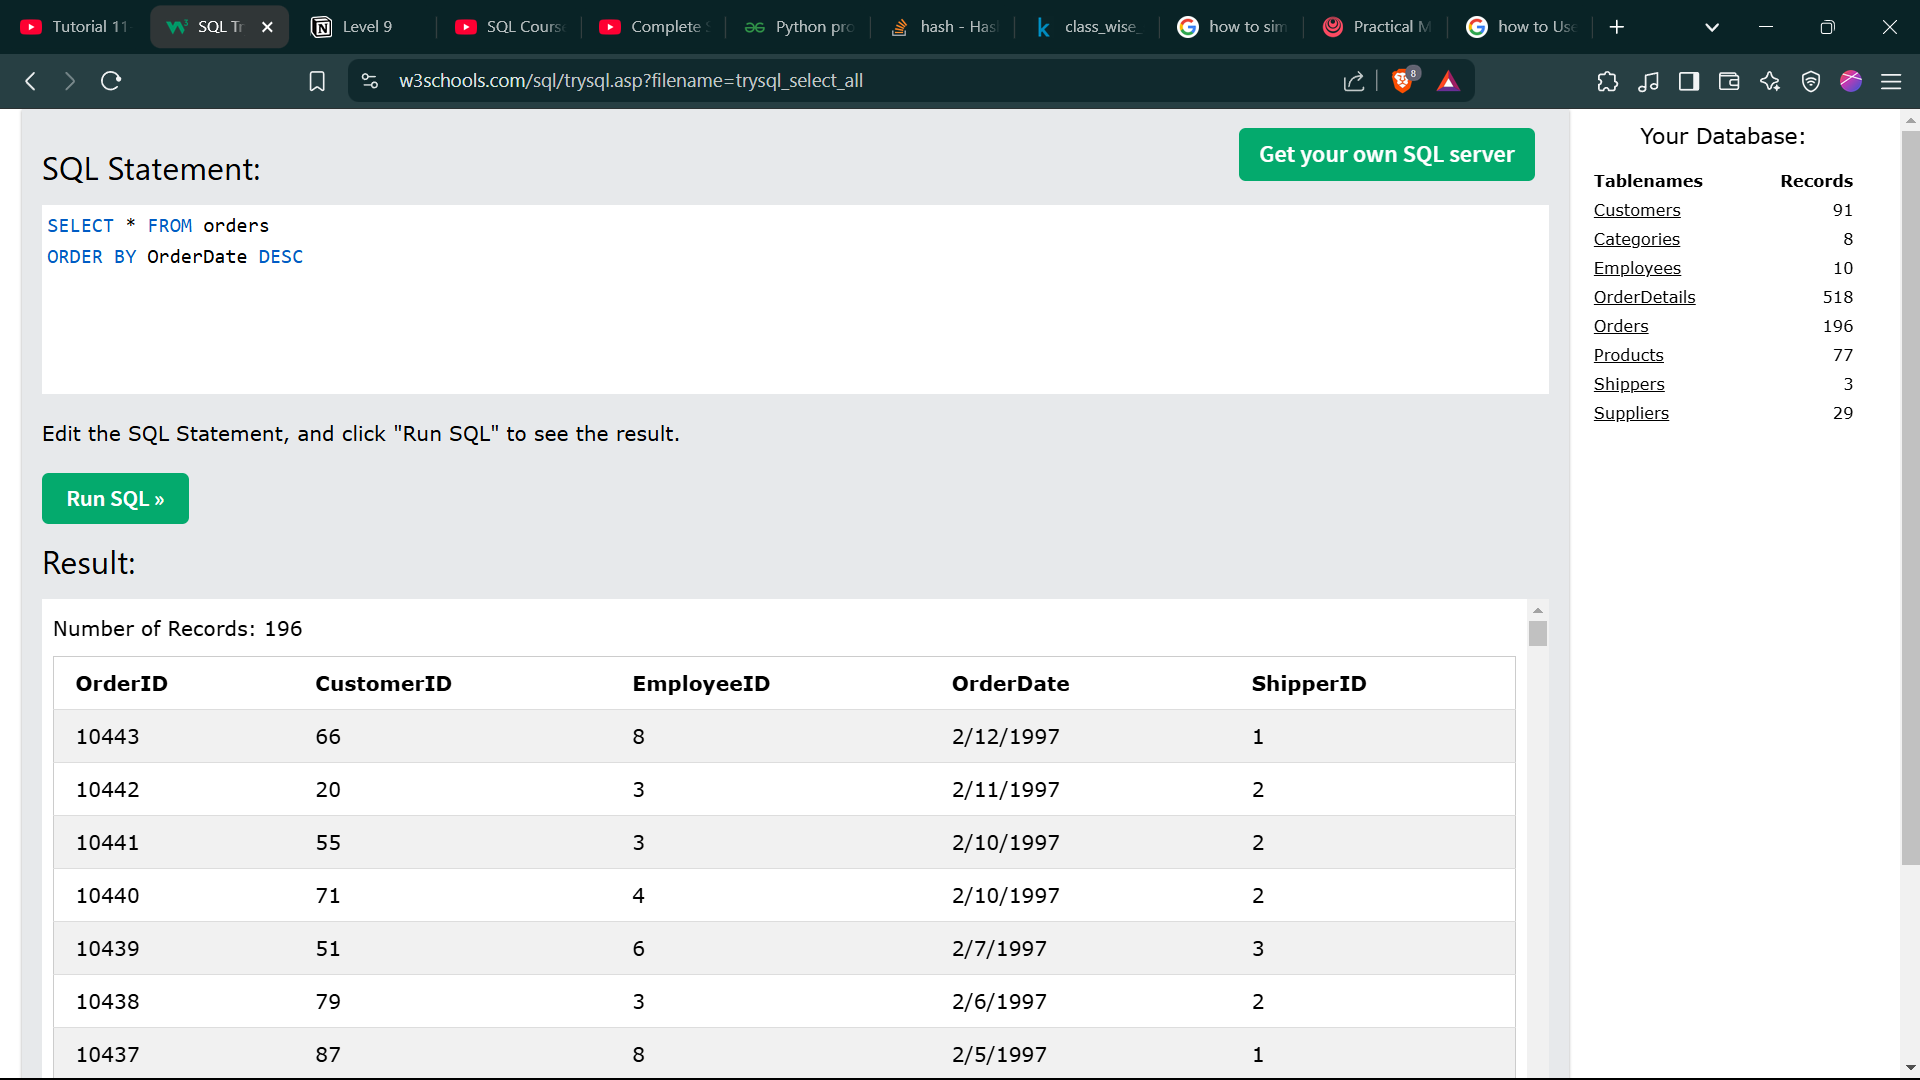 Tutorial 11
SQL Tr
Level 9
SQL Course
Complete S
Python pro
hash - Hash
class_wise_
how to sim
Practical M
how to Use
w3schools.com/sql/trysql.asp?filename=trysql_select_all
8
SQL Statement:
Get your own SQL server
SELECT * FROM orders
ORDER BY OrderDate DESC
Edit the SQL Statement, and click "Run SQL" to see the result.
Run SQL »
Result:
Number of Records: 196
OrderID CustomerID EmployeeID OrderDate ShipperID
10443 66 8 2/12/1997 1
10442 20 3 2/11/1997 2
10441 55 3 2/10/1997 2
10440 71 4 2/10/1997 2
10439 51 6 2/7/1997 3
10438 79 3 2/6/1997 2
10437 87 8 2/5/1997 1
Your Database:
Tablenames Records
Customers 91
Categories 8
Employees 10
OrderDetails 518
Orders 196
Products 77
Shippers 3
Suppliers 29